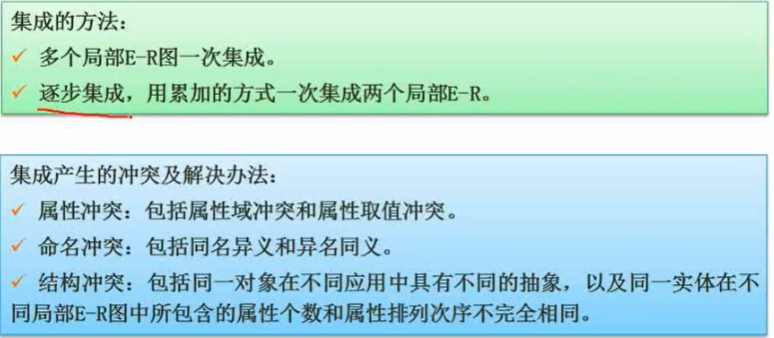 集成的方法：
✓ 多个局部E-R图一次集成。
✓ 逐步集成，用累加的方式一次集成两个局部E-R。
集成产生的冲突及解决办法：
✓ 属性冲突：包括属性域冲突和属性取值冲突。
✓ 命名冲突：包括同名异义和异名同义。
✓ 结构冲突：包括同一对象在不同应用中具有不同的抽象，以及同一实体在不
同局部E-R图中所包含的属性个数和属性排列次序不完全相同。